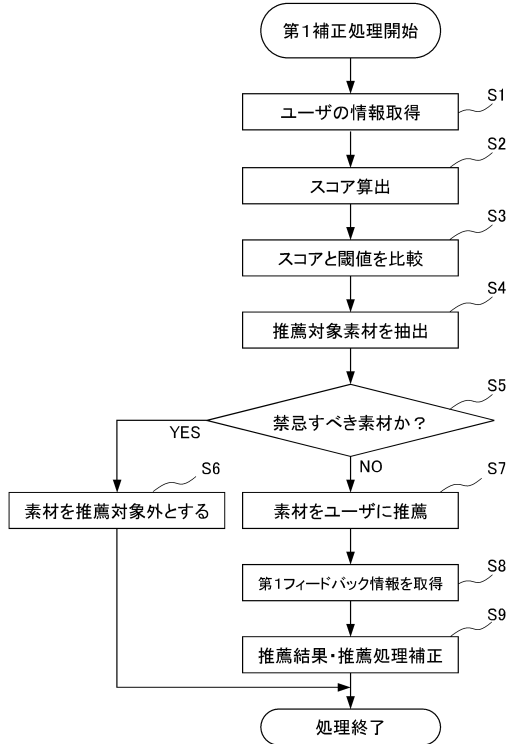 第1補正処理開始
S1
ユーザの情報取得
S2
スコア算出
S3
スコアと閾値を比較
S4
推薦対象素材を抽出
S5
禁忌すべき素材か？
YES
NO
S6
素材を推薦対象外とする
S7
素材をユーザに推薦
S8
第1フィードバック情報を取得
S9
推薦結果・推薦処理補正
処理終了